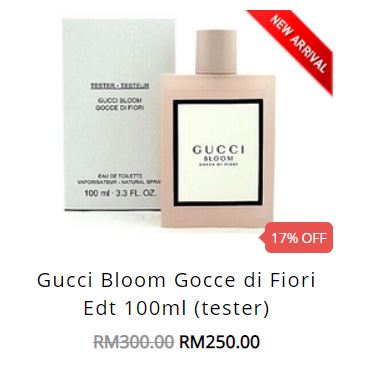 NEW ARRIVAL
TESTER - TESTEUR
GUCCI BLOOM
GOCCE DI FIORI
EAU DE TOILETTE
VAPORISATEUR - NATURAL SPRAY
100 ml · 3.3 FL. OZ.
GUCCI
BLOOM
GOCCE DI FIORI
17% OFF
Gucci Bloom Gocce di Fiori
Edt 100ml (tester)
RM300.00 RM250.00